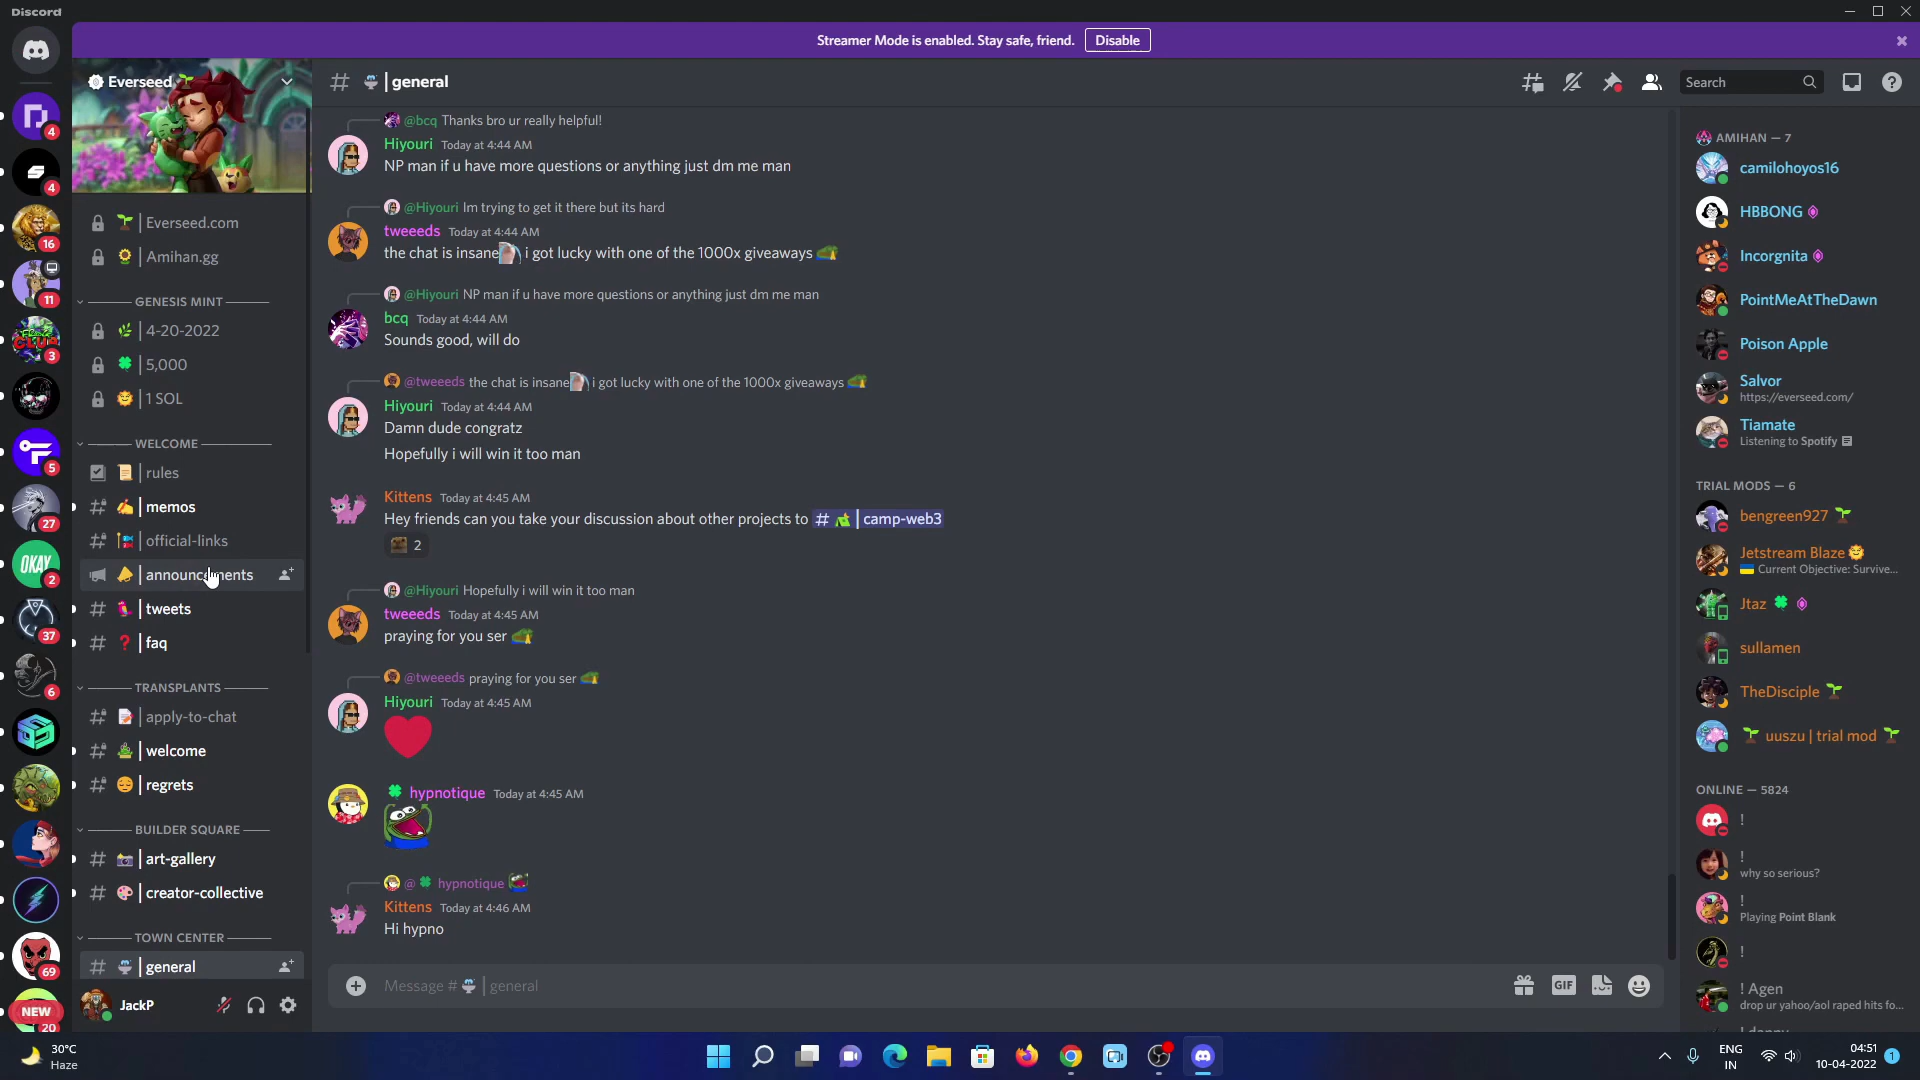 Discord
Streamer Mode is enabled. Stay safe, friend. Disable
Everseed
Everseed.com
Amihan.gg
GENESIS MINT
4-20-2022
5,000
1 SOL
WELCOME
rules
memos
official-links
announcements
tweets
faq
TRANSPLANTS
apply-to-chat
welcome
regrets
BUILDER SQUARE
art-gallery
creator-collective
TOWN CENTER
general
JackP
4
4
16
11
3
5
27
OKAY
2
37
6
69
NEW
20
# | general
Search
@bcq Thanks bro ur really helpful!
Hiyouri Today at 4:44 AM
NP man if u have more questions or anything just dm me man
@Hiyouri Im trying to get it there but its hard
tweeeds Today at 4:44 AM
the chat is insane i got lucky with one of the 1000x giveaways
@Hiyouri NP man if u have more questions or anything just dm me man
bcq Today at 4:44 AM
Sounds good, will do
@tweeeds the chat is insane i got lucky with one of the 1000x giveaways
Hiyouri Today at 4:44 AM
Damn dude congratz
Hopefully i will win it too man
Kittens Today at 4:45 AM
Hey friends can you take your discussion about other projects to # | camp-web3
2
@Hiyouri Hopefully i will win it too man
tweeeds Today at 4:45 AM
praying for you ser
@tweeeds praying for you ser
Hiyouri Today at 4:45 AM
hypnotique Today at 4:45 AM
@ hypnotique
Kittens Today at 4:46 AM
Hi hypno
Message # | general
GIF
AMIHAN — 7
camilohoyos16
HBBONG
Incorgnita
PointMeAtTheDawn
Poison Apple
Salvor
https://everseed.com/
Tiamate
Listening to Spotify
TRIAL MODS — 6
bengreen927
Jetstream Blaze
Current Objective: Survive...
Jtaz
sullamen
TheDisciple
uuszu | trial mod
ONLINE — 5824
!
!
why so serious?
!
Playing Point Blank
!
! Agen
drop ur yahoo/aol raped hits fo...
30°C
Haze
ENG
IN
04:51
10-04-2022
1